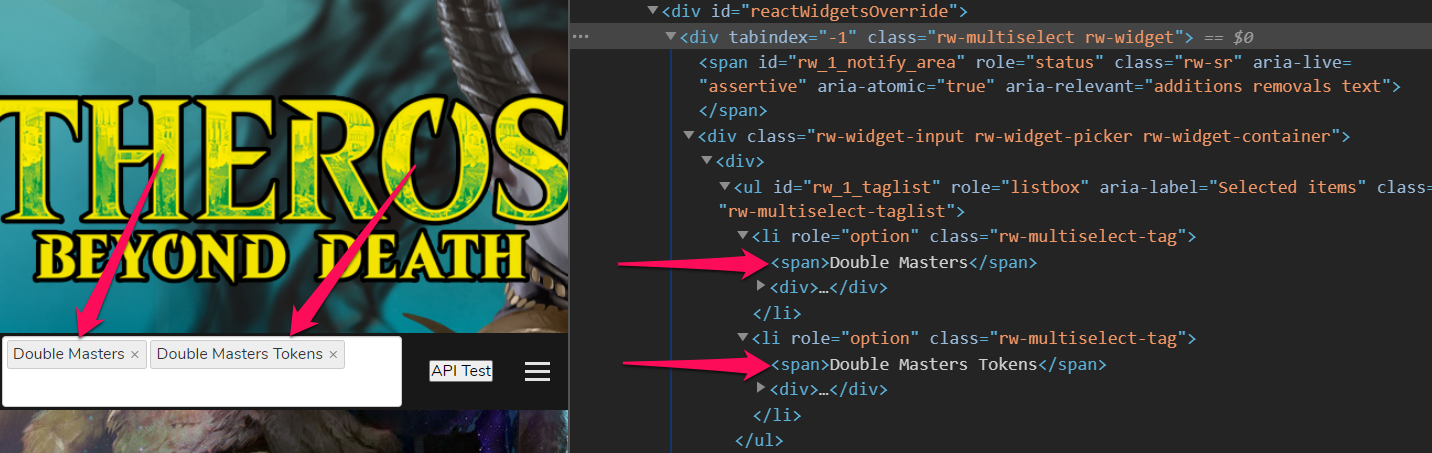 THEROS
BEYOND DEATH
Double Masters ×
Double Masters Tokens ×
API Test
▼<div id="reactWidgetsOverride">
··· ▼<div tabindex="-1" class="rw-multiselect rw-widget"> == $0
<span id="rw_1_notify_area" role="status" class="rw-sr" aria-live=
"assertive" aria-atomic="true" aria-relevant="additions removals text">
</span>
▼<div class="rw-widget-input rw-widget-picker rw-widget-container">
▼<div>
▼<ul id="rw_1_taglist" role="listbox" aria-label="Selected items" class=
"rw-multiselect-taglist">
▼<li role="option" class="rw-multiselect-tag">
<span>Double Masters</span>
▶<div>…</div>
</li>
▼<li role="option" class="rw-multiselect-tag">
<span>Double Masters Tokens</span>
▶<div>…</div>
</li>
</ul>